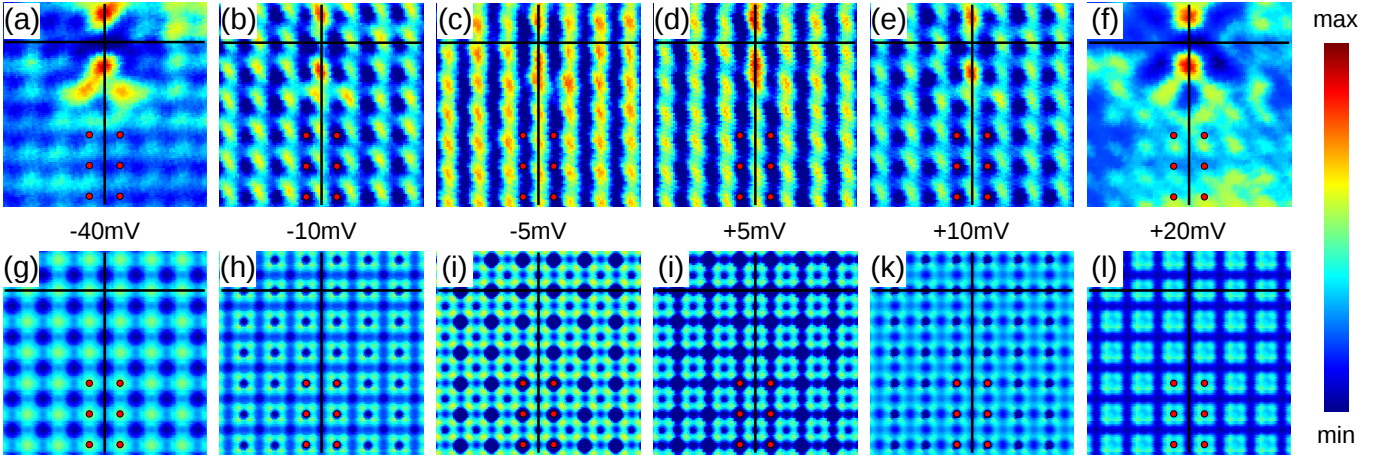 (a) (b) (c) (d) (e) (f) max
-40mV -10mV -5mV +5mV +10mV +20mV
(g) (h) (i) (i) (k) (l) min